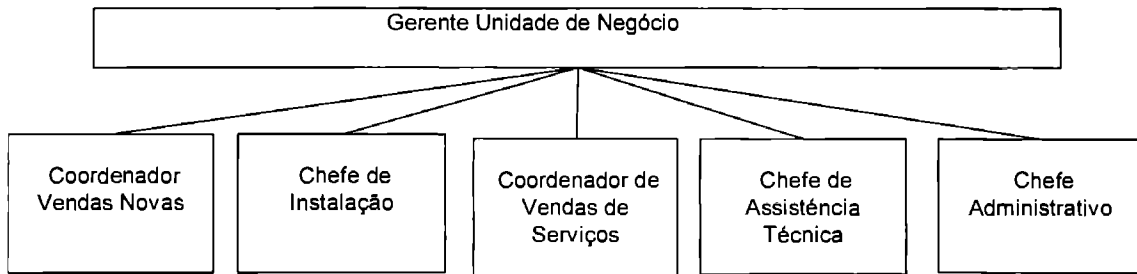 Gerente Unidade de Negócio
Coordenador
Vendas Novas
Chefe de
Instalação
Coordenador de
Vendas de
Serviços
Chefe de
Assisténcia
Técnica
Chefe
Administrativo